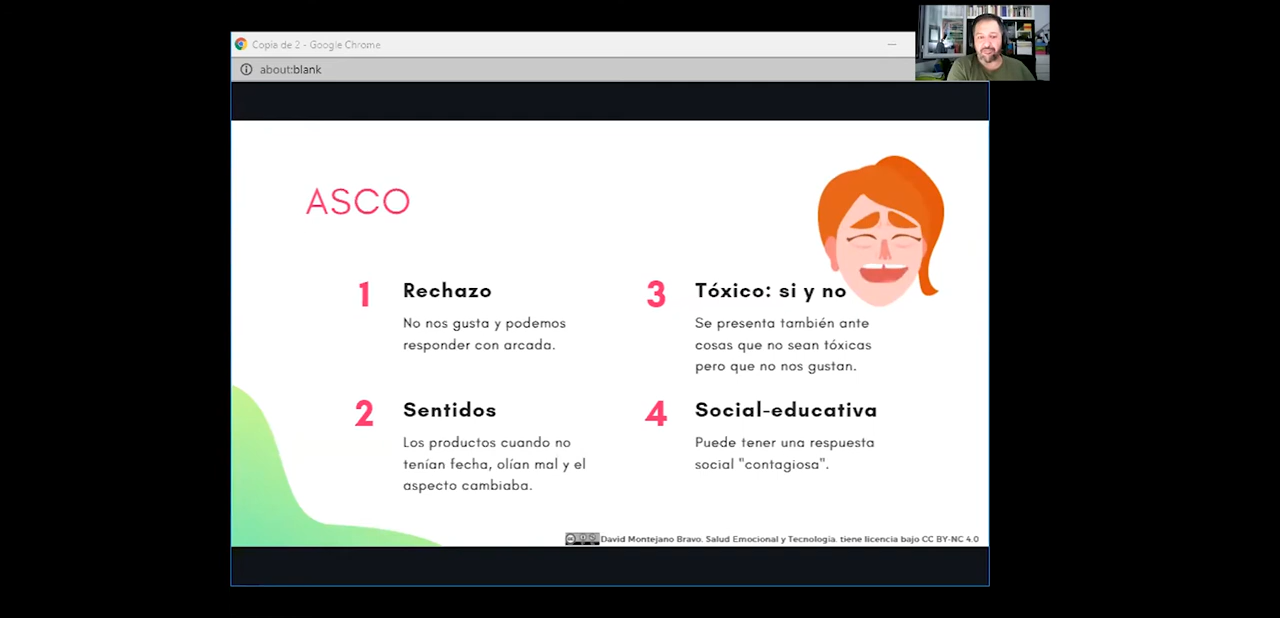 Copia de 2 - Google Chrome
about:blank
ASCO
1 Rechazo
No nos gusta y podemos
responder con arcada.
2 Sentidos
Los productos cuando no
tenían fecha, olían mal y el
aspecto cambiaba.
3 Tóxico: si y no
Se presenta también ante
cosas que no sean tóxicas
pero que no nos gustan.
4 Social-educativa
Puede tener una respuesta
social "contagiosa".
David Montejano Bravo, Salud Emocional y Tecnología. tiene licencia bajo CC BY-NC 4.0